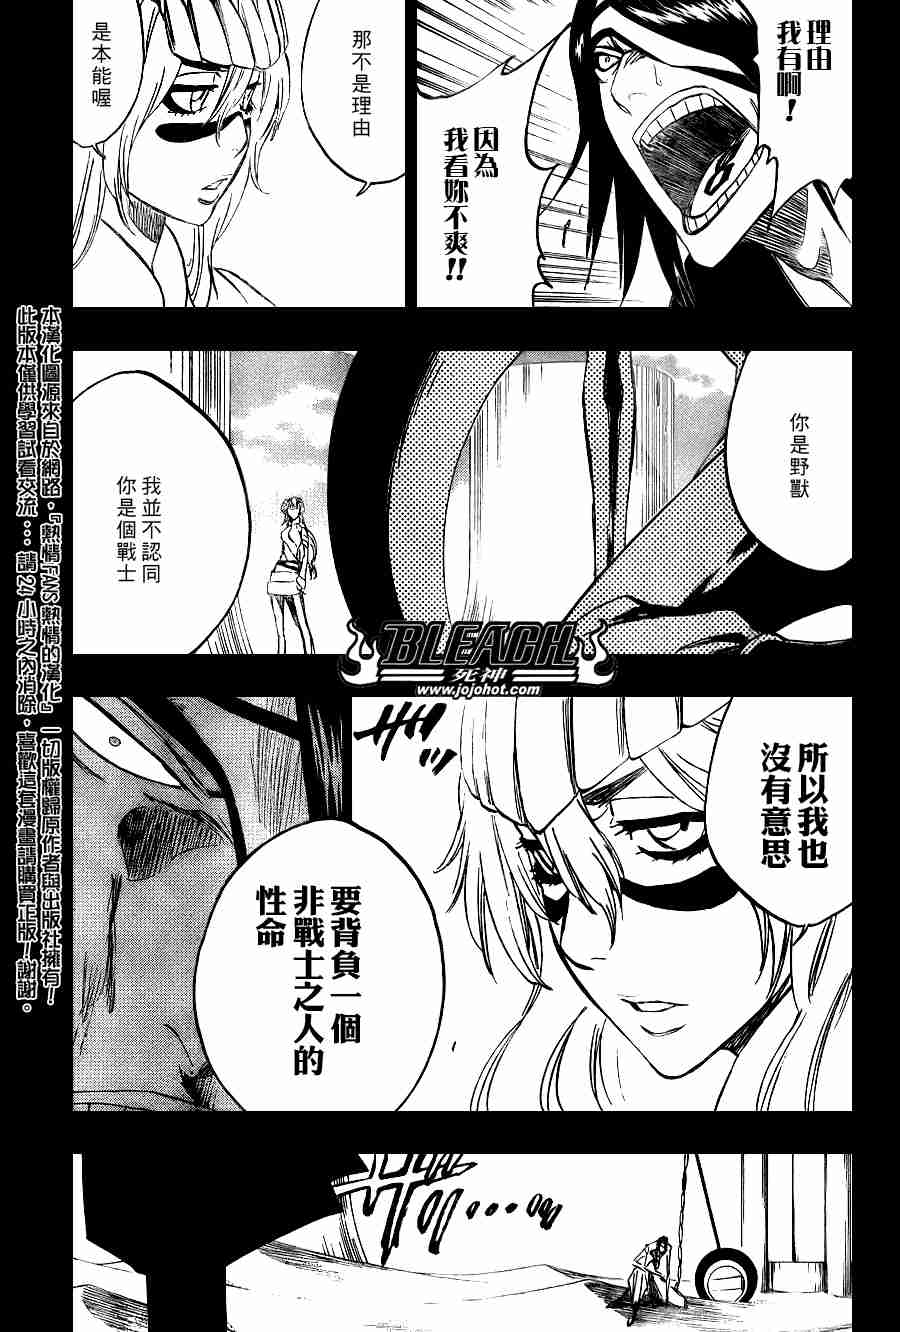 理由
我有啊!
因為
我看妳不爽!!
那不是理由
是本能喔
你是野獸
我並不認同
你是個戰士
所以我也
沒有意思
要背負一個
非戰士之人的
性命
BLEACH
死神
www.jojohot.com
本漢化圖源來自於網路,『熱情FANS熱情的漢化』一切版權歸原作者與出版社擁有!
此版本僅供學習試看交流...請24小時之內消除,喜歡這套漫畫請購買正版!謝謝。